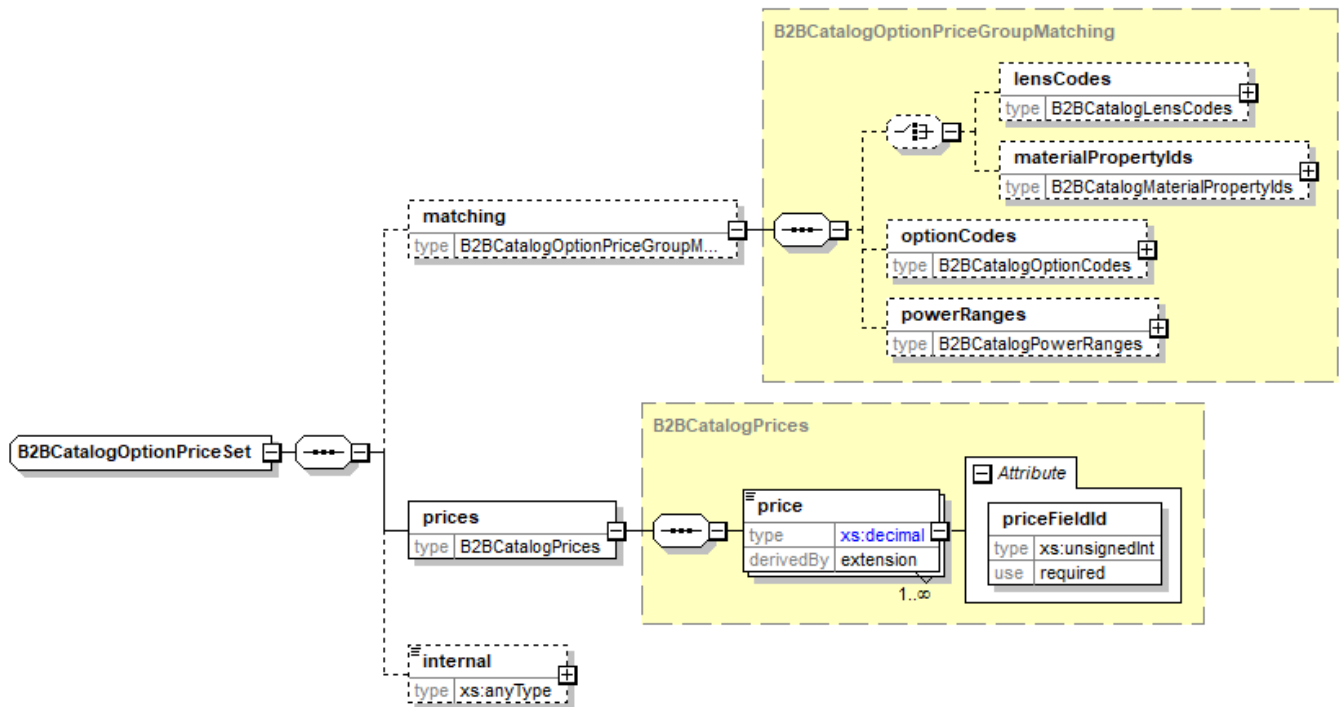 B2BCatalogOptionPriceGroupMatching
lensCodes
type B2BCatalogLensCodes
materialPropertyIds
type B2BCatalogMaterialPropertyIds
matching
type B2BCatalogOptionPriceGroupM...
optionCodes
type B2BCatalogOptionCodes
powerRanges
type B2BCatalogPowerRanges
B2BCatalogOptionPriceSet
B2BCatalogPrices
Attribute
prices
type B2BCatalogPrices
price
type xs:decimal
derivedBy extension
1..∞
priceFieldId
type xs:unsignedInt
use required
internal
type xs:anyType